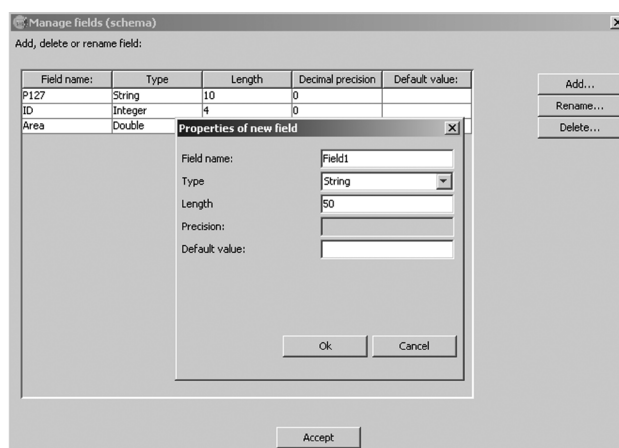 Manage fields (schema)
Add, delete or rename field:
Field name: Type Length Decimal precision Default value:
P127 String 10 0
ID Integer 4 0
Area Double
Add...
Rename...
Delete...
Properties of new field
Field name: Field1
Type String
Length 50
Precision:
Default value:
Ok Cancel
Accept